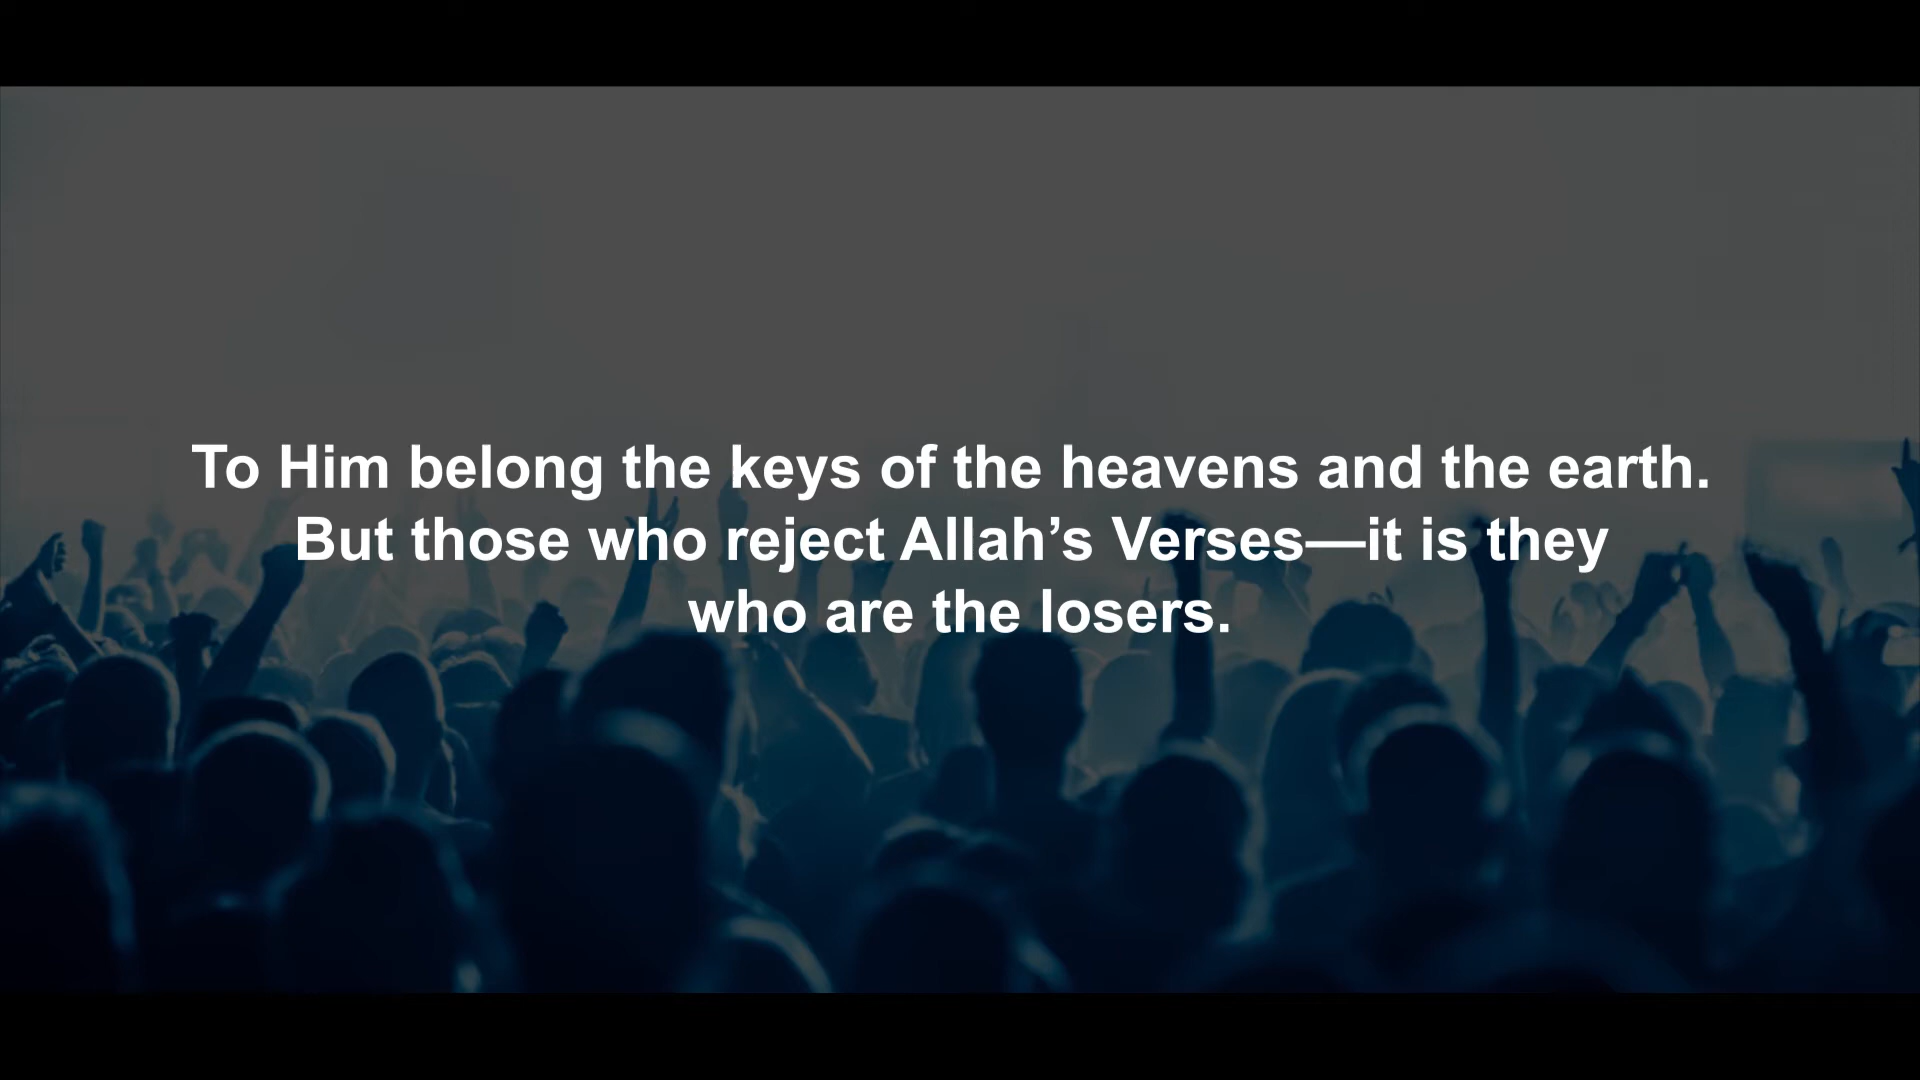 To Him belong the keys of the heavens and the earth.
But those who reject Allah’s Verses—it is they
who are the losers.